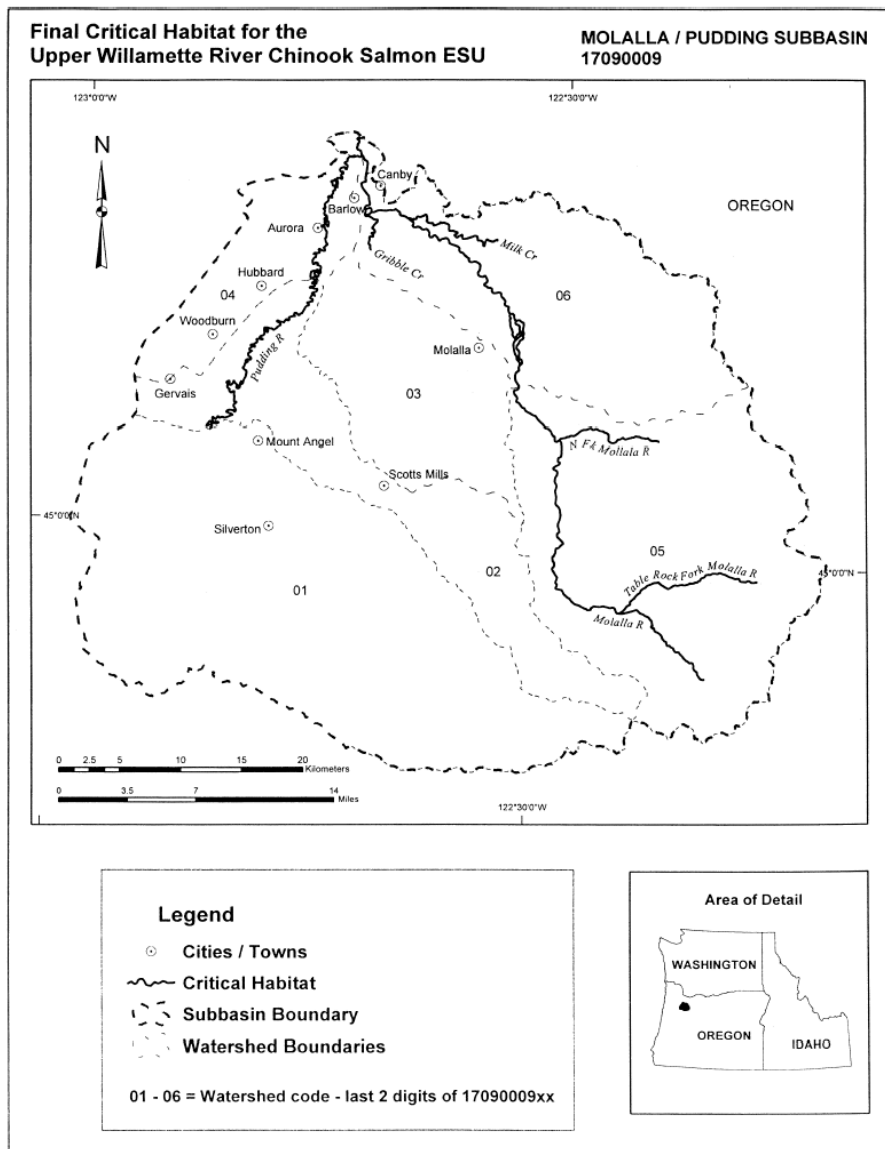 Final Critical Habitat for the
Upper Willamette River Chinook Salmon ESU
MOLALLA / PUDDING SUBBASIN
17090009
123°0'0"W
122°30'0"W
N
OREGON
Canby
Barlow
Aurora
Milk Cr
Gribble Cr
Hubbard
04
06
Woodburn
Pudding R
Molalla
Gervais
03
Mount Angel
N Fk Mollala R
Scotts Mills
45°0'0"N
Silverton
05
02
45°0'0"N
01
Table Rock Fork Molalla R
Molalla R
0 2.5 5 10 15 20
Kilometers
0 3.5 7 14
Miles
122°30'0"W
Legend
Cities / Towns
Critical Habitat
Subbasin Boundary
Watershed Boundaries
01 - 06 = Watershed code - last 2 digits of 17090009xx
Area of Detail
WASHINGTON
OREGON
IDAHO